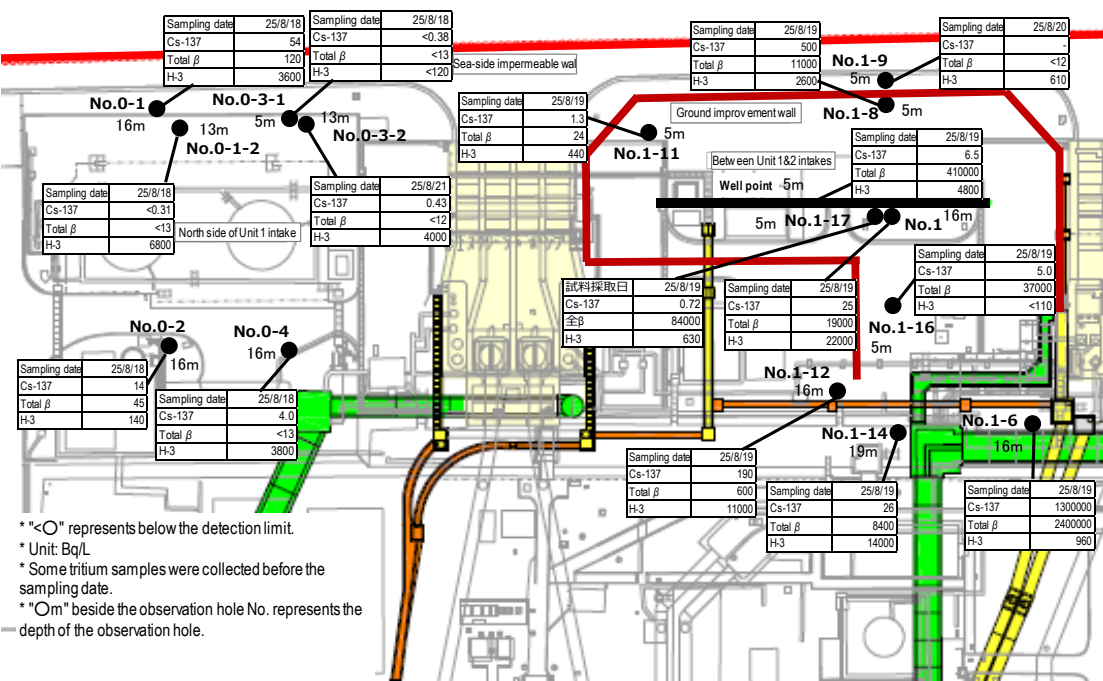 Sampling date 25/8/18
Cs-137 54
Total β 120
H-3 3600
Sampling date 25/8/18
Cs-137 <0.38
Total β <13
H-3 <120
Sea-side impermeable wal
Sampling date 25/8/19
Cs-137 500
Total β 11000
H-3 2600
Sampling date 25/8/20
Cs-137 -
Total β <12
H-3 610
No.1-9
5m
No.0-1
16m
No.0-3-1
5m
13m
No.0-3-2
13m
No.0-1-2
Sampling date 25/8/19
Cs-137 1.3
Total β 24
H-3 440
5m
No.1-11
Ground improvement wall
No.1-8
5m
Sampling date 25/8/19
Cs-137 6.5
Total β 410000
H-3 4800
Between Unit 1&2 intakes
Well point 5m
Sampling date 25/8/18
Cs-137 <0.31
Total β <13
H-3 6800
North side of Unit 1 intake
Sampling date 25/8/21
Cs-137 0.43
Total β <12
H-3 4000
5m No.1-17
No.1
16m
試料採取日 25/8/19
Cs-137 0.72
全β 84000
H-3 630
Sampling date 25/8/19
Cs-137 25
Total β 19000
H-3 22000
Sampling date 25/8/19
Cs-137 5.0
Total β 37000
H-3 <110
No.1-16
5m
No.0-2
16m
No.0-4
16m
Sampling date 25/8/18
Cs-137 14
Total β 45
H-3 140
Sampling date 25/8/18
Cs-137 4.0
Total β <13
H-3 3800
No.1-12
16m
No.1-14
19m
No.1-6
16m
Sampling date 25/8/19
Cs-137 190
Total β 600
H-3 11000
Sampling date 25/8/19
Cs-137 26
Total β 8400
H-3 14000
Sampling date 25/8/19
Cs-137 1300000
Total β 2400000
H-3 960
* "<○" represents below the detection limit.
* Unit: Bq/L
* Some tritium samples were collected before the
sampling date.
* "○m" beside the observation hole No. represents the
depth of the observation hole.